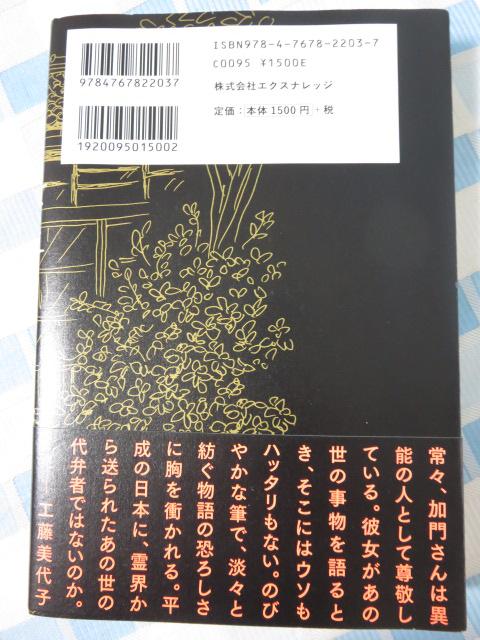 ISBN978-4-7678-2203-7
C0095 ¥1500E
株式会社エクスナレッジ
定価：本体1500円+税
9784767822037
1920095015002
常々、加門さんは異
能の人として尊敬し
ている。彼女があの
世の事物を語ると
き、そこにはウソも
ハッタリもない。のび
やかな筆で、淡々と
紡ぐ物語の恐ろしさ
に胸を衝かれる。平
成の日本に、霊界か
ら送られたあの世の
代弁者ではないのか。
工藤美代子